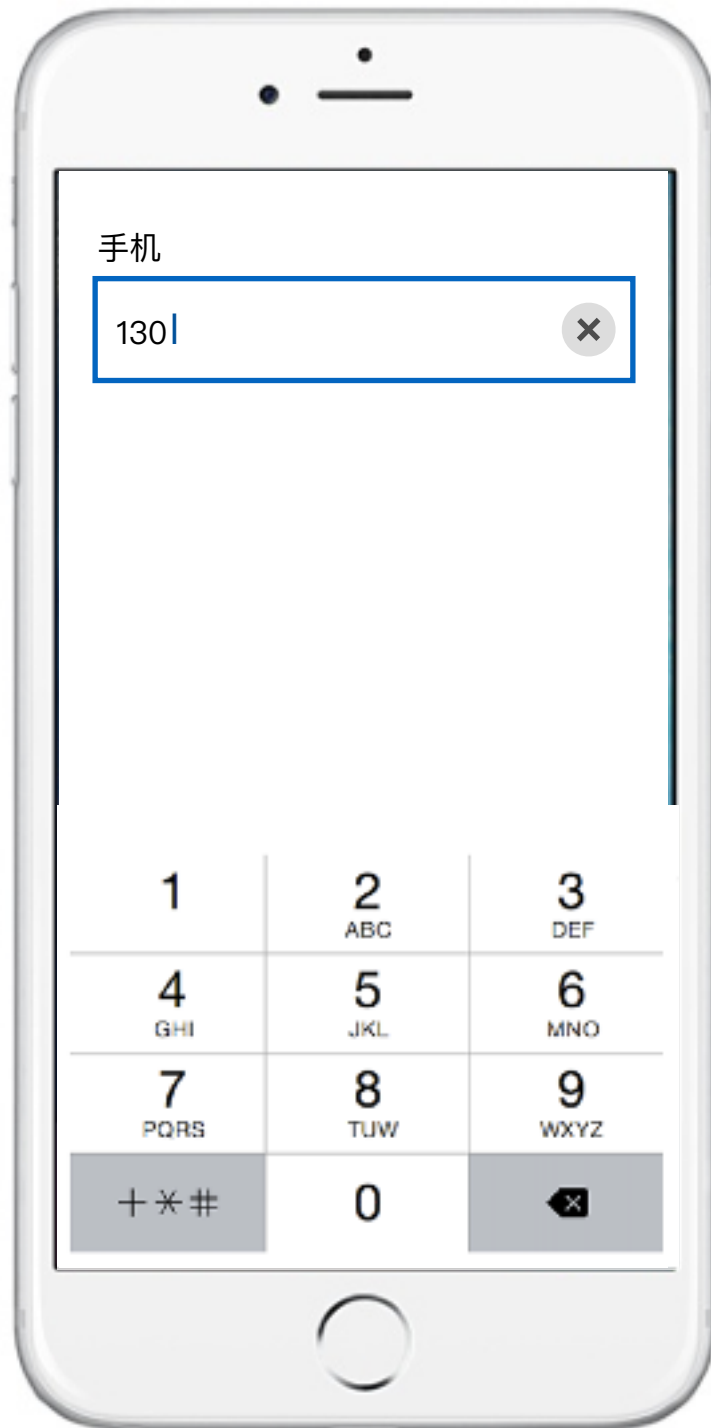 手机
130
1 2 3
ABC DEF
4 5 6
GHI JKL MNO
7 8 9
PQRS TUW WXYZ
+*# 0